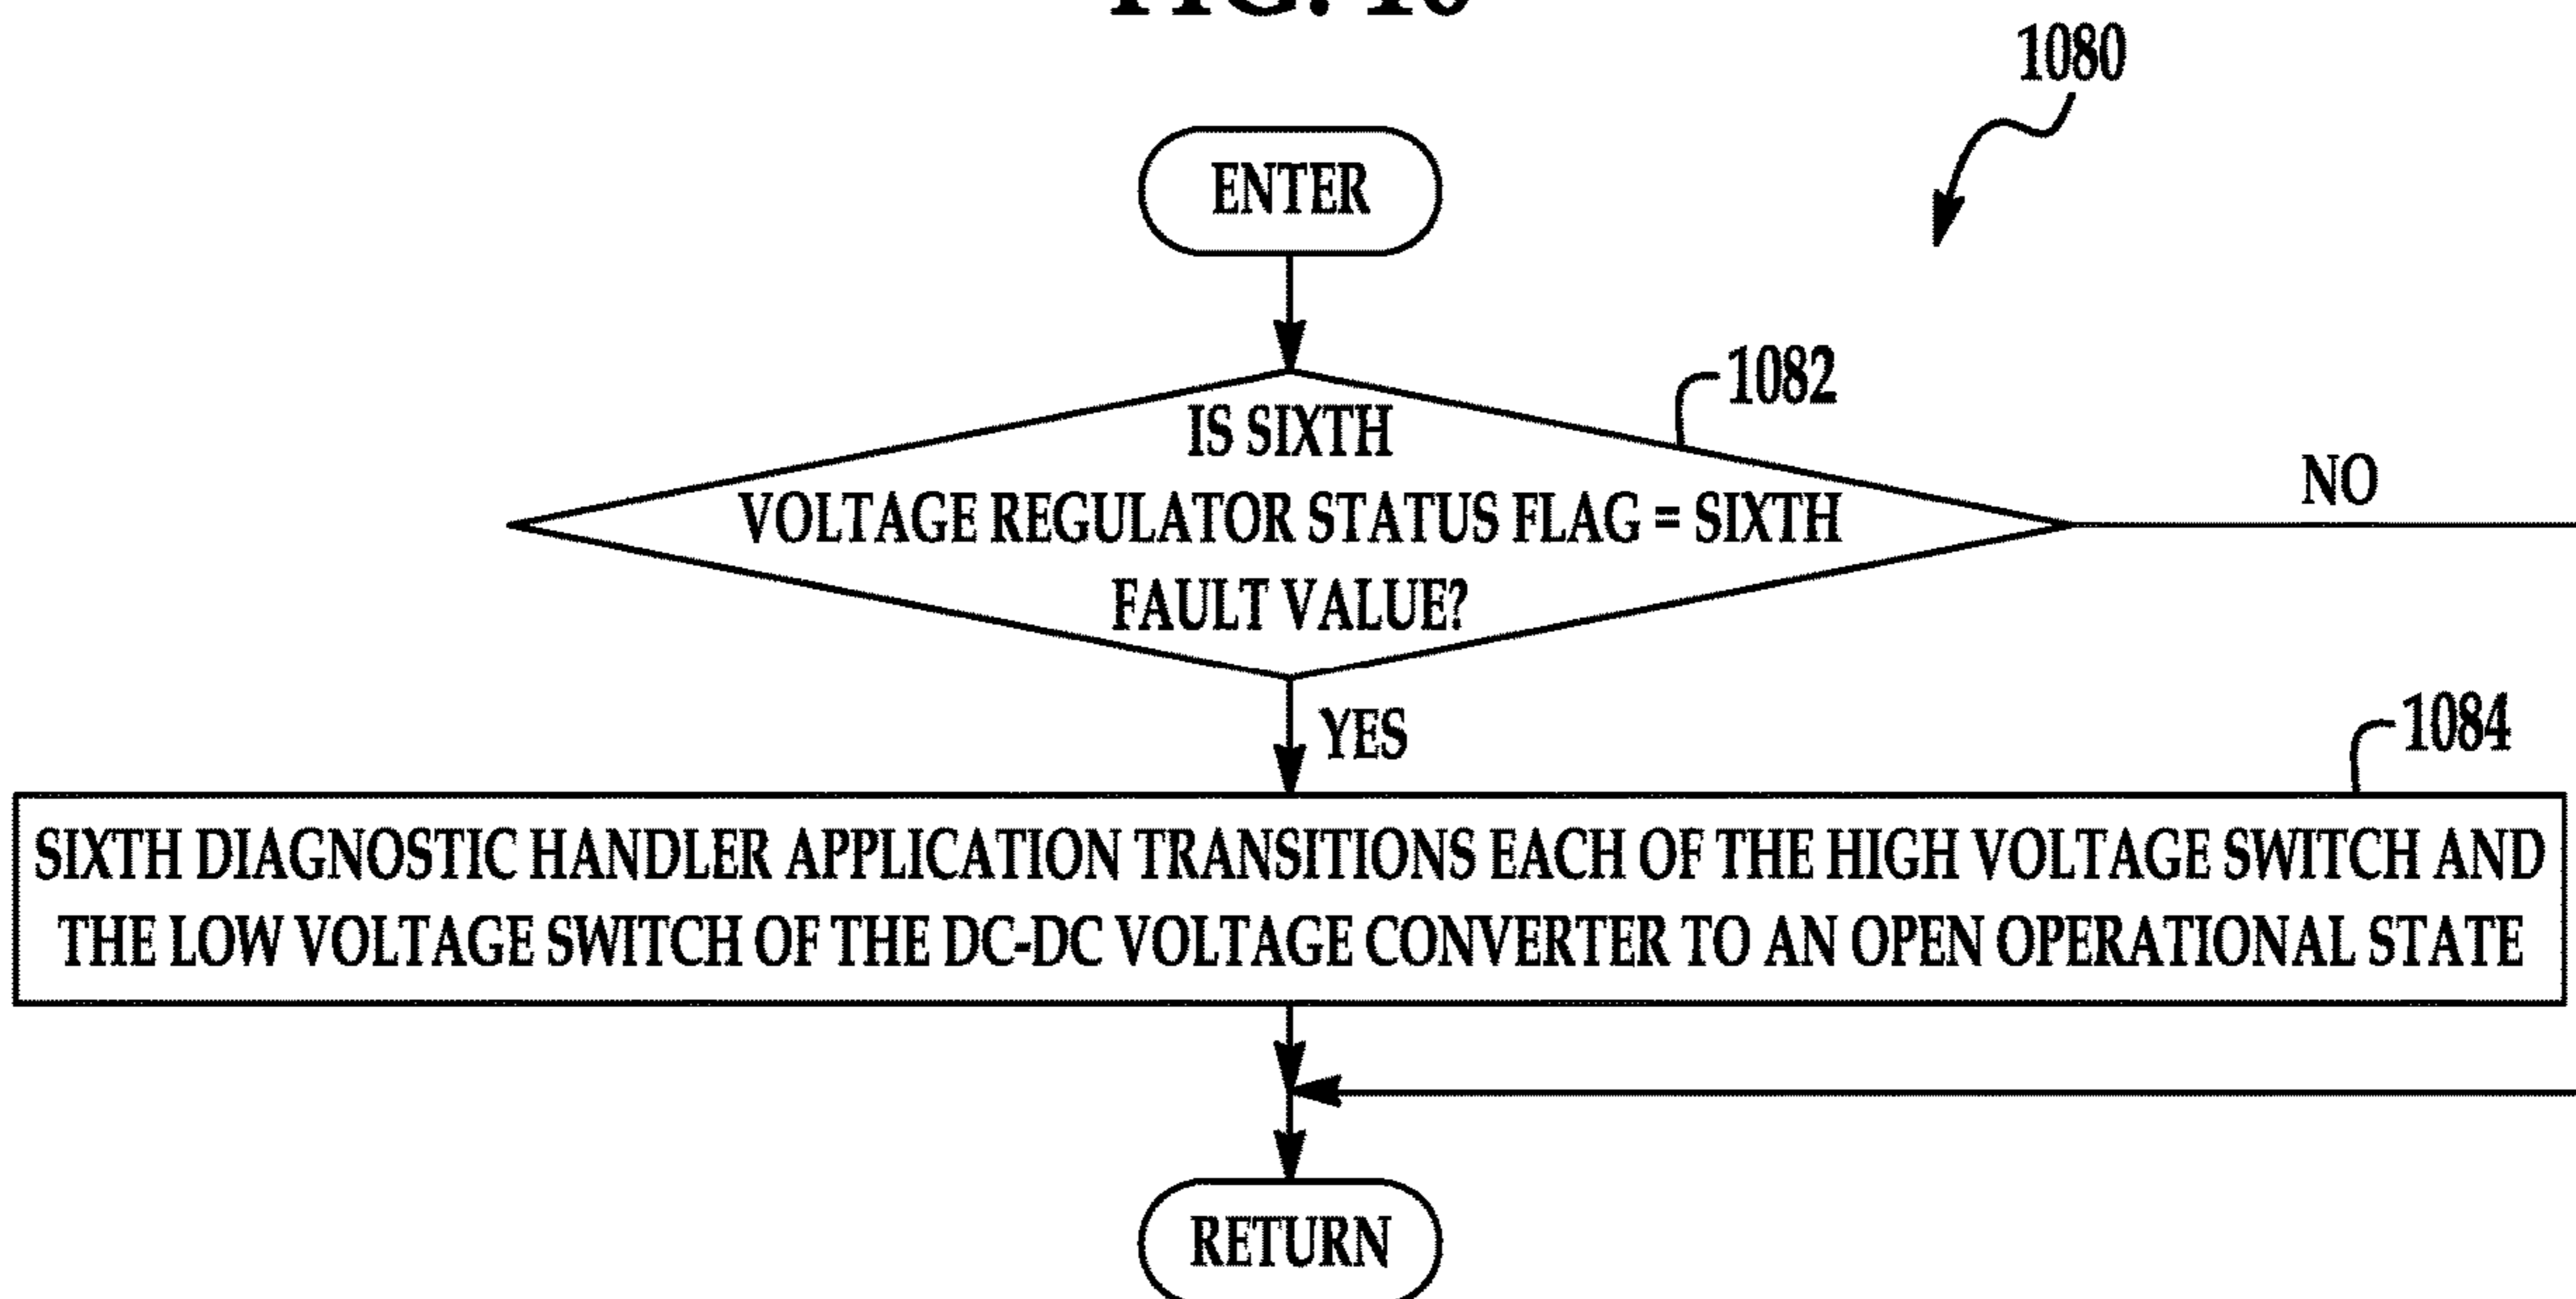 1080
ENTER
1082
IS SIXTH
VOLTAGE REGULATOR STATUS FLAG = SIXTH
FAULT VALUE?
NO
YES
1084
SIXTH DIAGNOSTIC HANDLER APPLICATION TRANSITIONS EACH OF THE HIGH VOLTAGE SWITCH AND
THE LOW VOLTAGE SWITCH OF THE DC-DC VOLTAGE CONVERTER TO AN OPEN OPERATIONAL STATE
RETURN